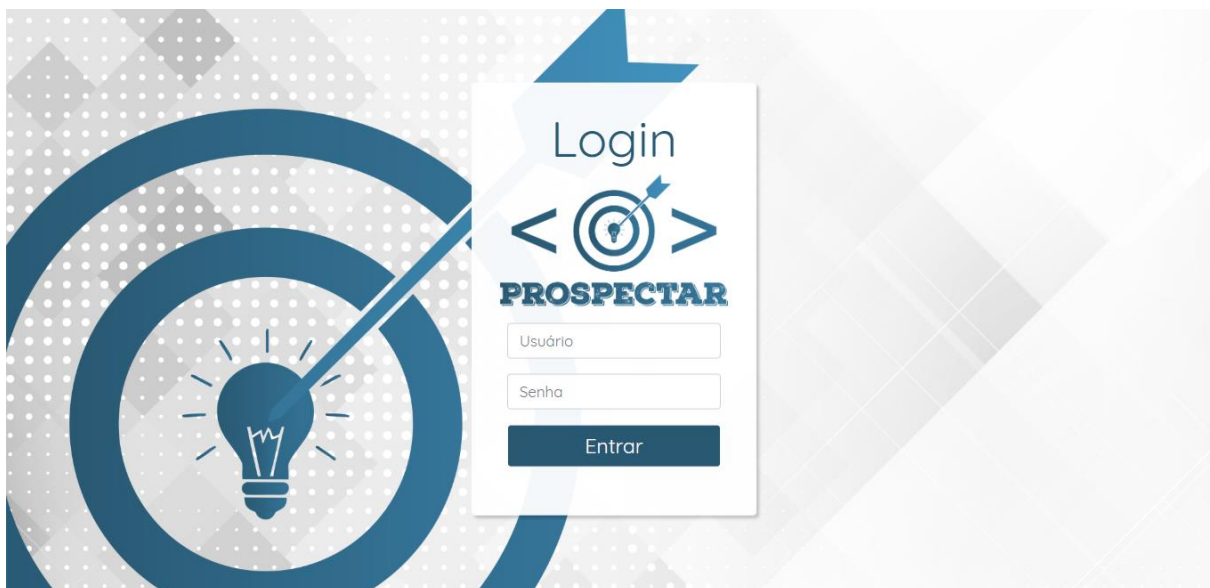 Login
< >
PROSPECTAR
Usuário
Senha
Entrar